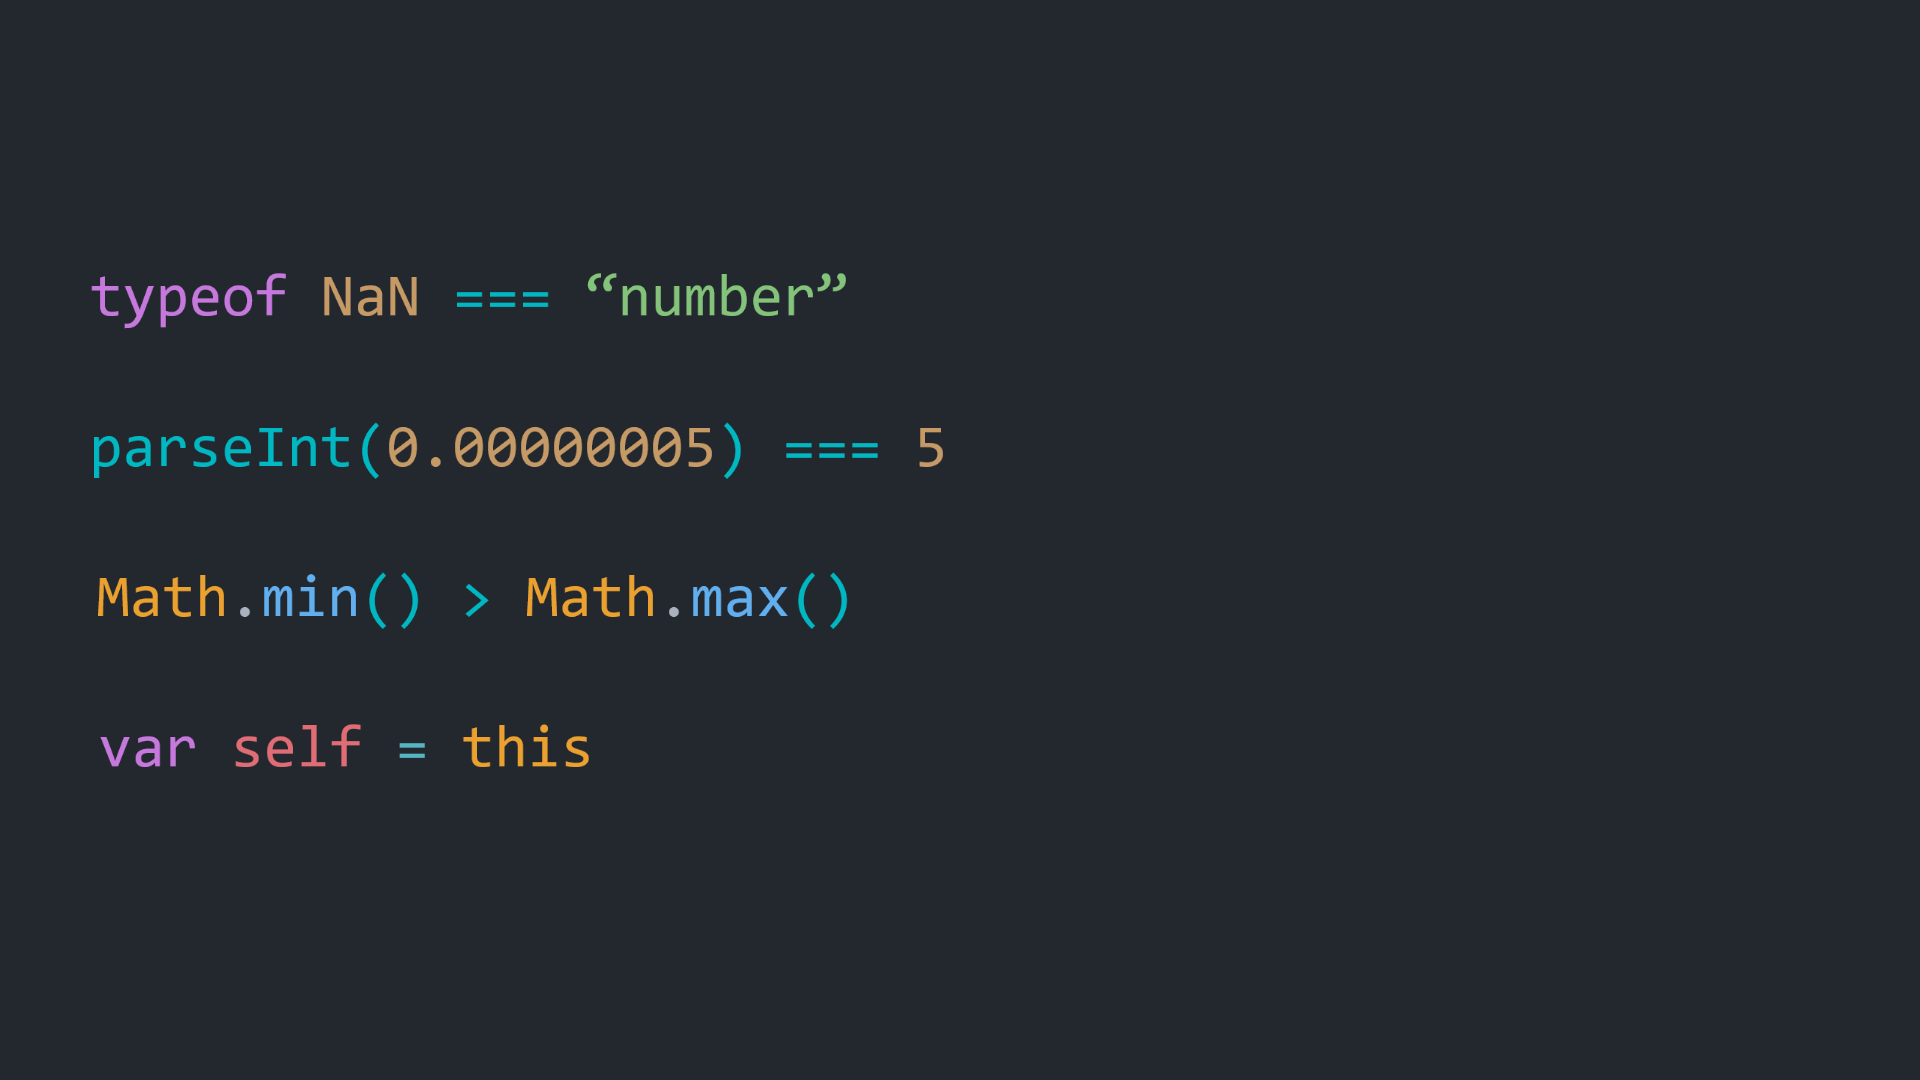 typeof NaN === “number”
parseInt(0.00000005) === 5
Math.min() > Math.max()
var self = this